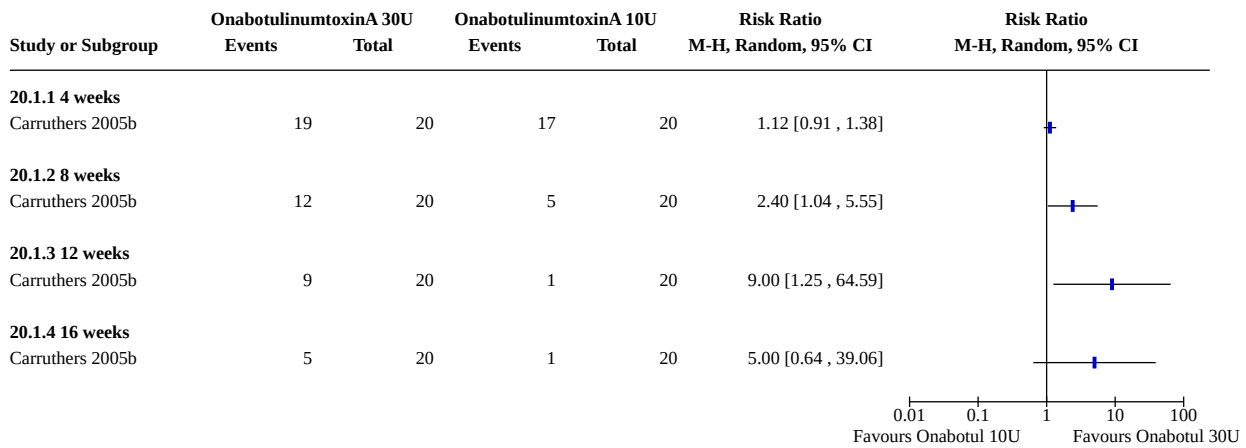 OnabotulinumtoxinA 30U OnabotulinumtoxinA 10U Risk Ratio Risk Ratio
Study or Subgroup Events Total Events Total M-H, Random, 95% CI M-H, Random, 95% CI
20.1.1 4 weeks
Carruthers 2005b 19 20 17 20 1.12 [0.91 , 1.38]
20.1.2 8 weeks
Carruthers 2005b 12 20 5 20 2.40 [1.04 , 5.55]
20.1.3 12 weeks
Carruthers 2005b 9 20 1 20 9.00 [1.25 , 64.59]
20.1.4 16 weeks
Carruthers 2005b 5 20 1 20 5.00 [0.64 , 39.06]
0.01 0.1 1 10 100
Favours Onabotul 10U Favours Onabotul 30U